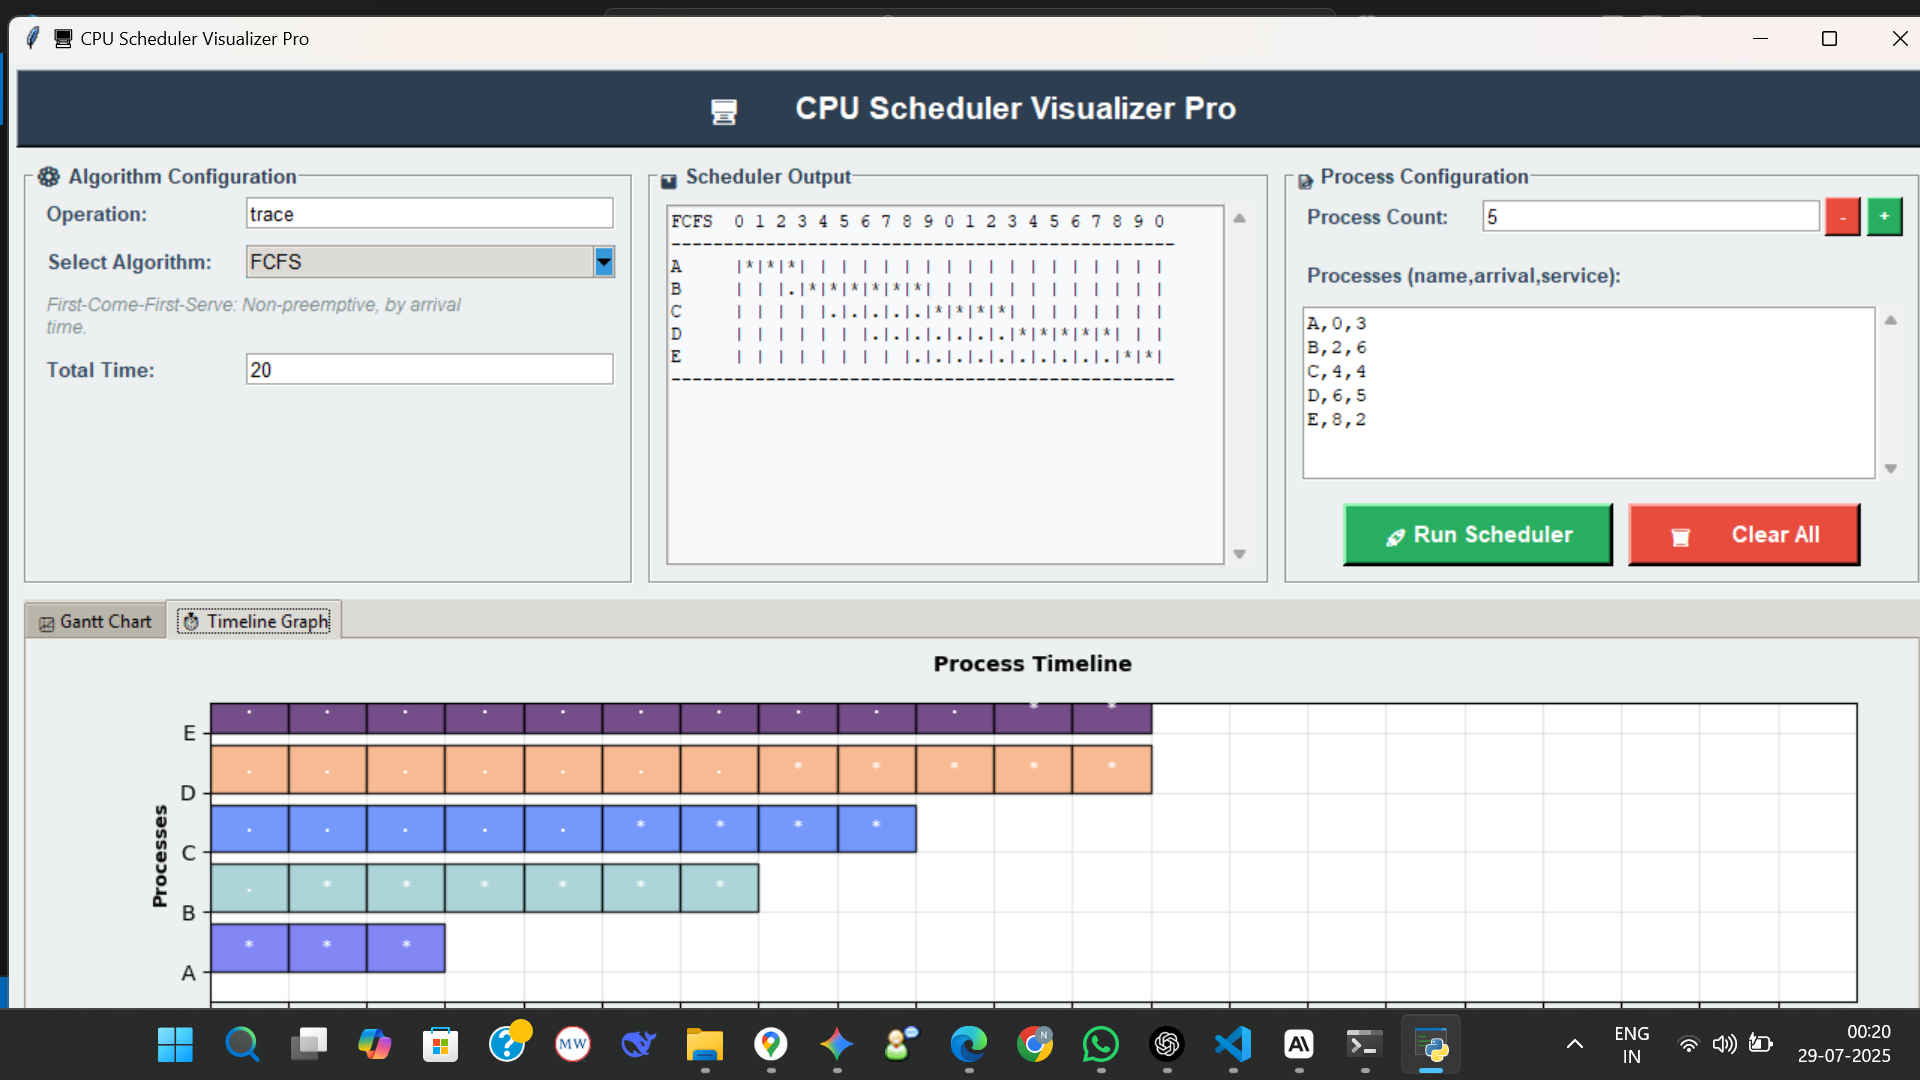 CPU Scheduler Visualizer Pro
CPU Scheduler Visualizer Pro
Algorithm Configuration
Operation: trace
Select Algorithm: FCFS
First-Come-First-Serve: Non-preemptive, by arrival
time.
Total Time: 20
Scheduler Output
FCFS 0 1 2 3 4 5 6 7 8 9 0 1 2 3 4 5 6 7 8 9 0
------------------------------------------------
A |*|*|*| | | | | | | | | | | | | | | | | |
B | | |.|*|*|*|*|*|*| | | | | | | | | | | |
C | | | | |.|.|.|.|.|*|*|*|*| | | | | | | |
D | | | | | | |.|.|.|.|.|.|.|*|*|*|*|*| | |
E | | | | | | | | |.|.|.|.|.|.|.|.|.|.|*|*|
------------------------------------------------
Process Configuration
Process Count: 5 - +
Processes (name,arrival,service):
A,0,3
B,2,6
C,4,4
D,6,5
E,8,2
Run Scheduler Clear All
Gantt Chart Timeline Graph
Process Timeline
Processes
E . . . . . . . . . . * *
D . . . . . . . * * * * *
C . . . . . * * * *
B . * * * * * *
A * * *
MW
N
ENG
IN
00:20
29-07-2025